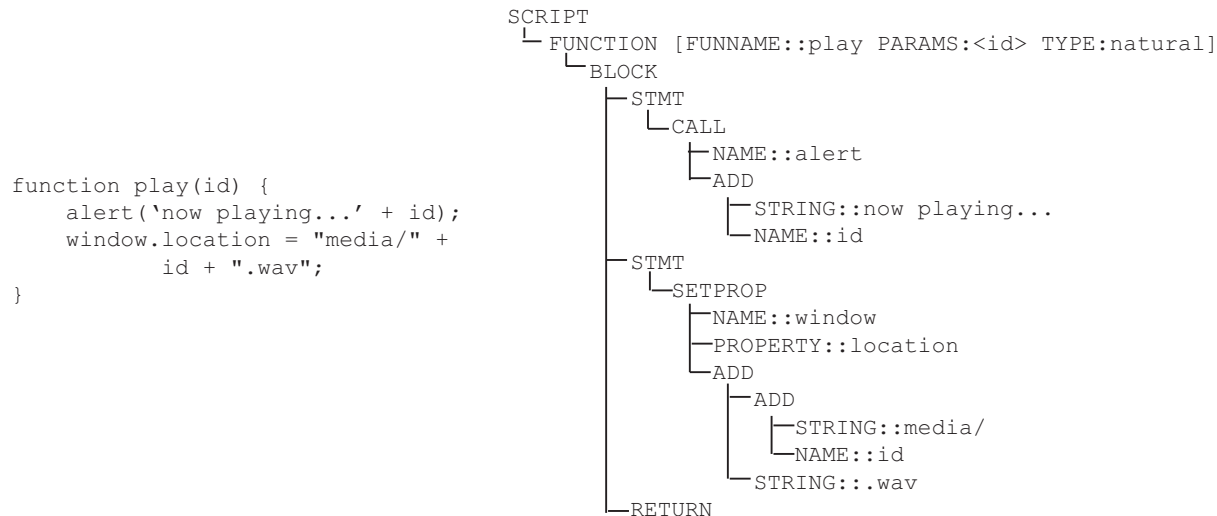 function play(id) {
alert(‘now playing...’ + id);
window.location = "media/" +
id + ".wav";
}
SCRIPT
FUNCTION [FUNNAME::play PARAMS:<id> TYPE:natural]
BLOCK
STMT
CALL
NAME::alert
ADD
STRING::now playing...
NAME::id
STMT
SETPROP
NAME::window
PROPERTY::location
ADD
ADD
STRING::media/
NAME::id
STRING::.wav
RETURN